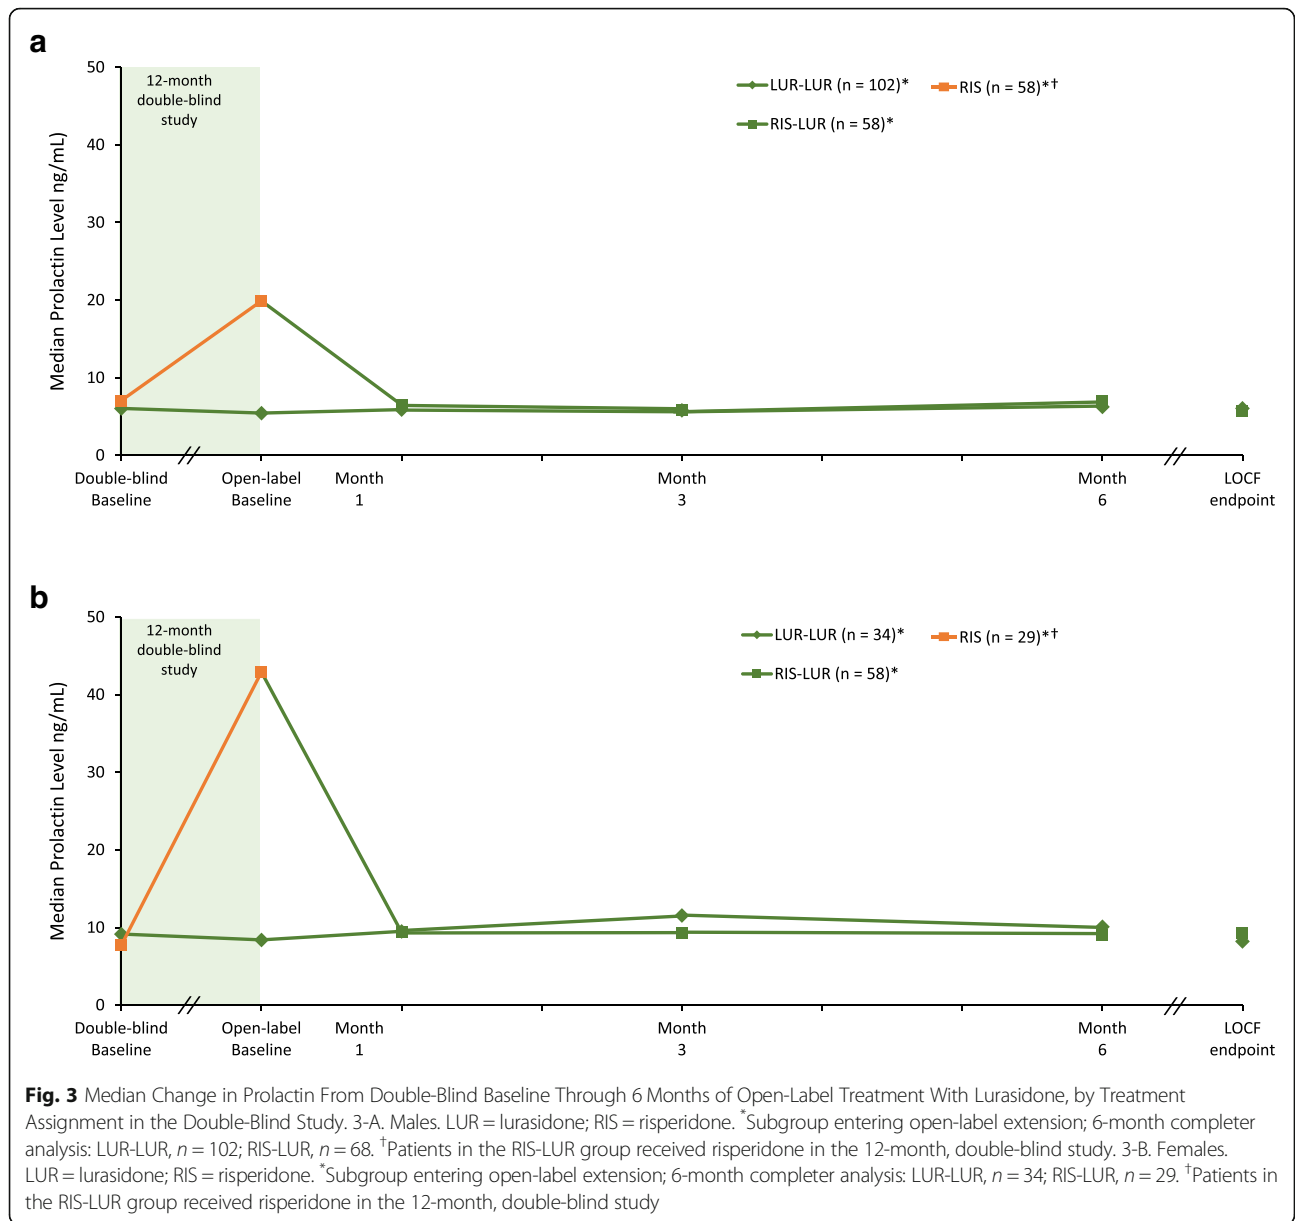 a
50
40
30
20
10
0
Median Prolactin Level ng/mL
12-month
double-blind
study
LUR-LUR (n = 102)*
RIS (n = 58)*†
RIS-LUR (n = 58)*
Double-blind
Baseline
Open-label
Baseline
Month
1
Month
3
Month
6
LOCF
endpoint
b
50
40
30
20
10
0
Median Prolactin Level ng/mL
12-month
double-blind
study
LUR-LUR (n = 34)*
RIS (n = 29)*†
RIS-LUR (n = 58)*
Double-blind
Baseline
Open-label
Baseline
Month
1
Month
3
Month
6
LOCF
endpoint
Fig. 3 Median Change in Prolactin From Double-Blind Baseline Through 6 Months of Open-Label Treatment With Lurasidone, by Treatment
Assignment in the Double-Blind Study. 3-A. Males. LUR = lurasidone; RIS = risperidone. *Subgroup entering open-label extension; 6-month completer
analysis: LUR-LUR, n = 102; RIS-LUR, n = 68. †Patients in the RIS-LUR group received risperidone in the 12-month, double-blind study. 3-B. Females.
LUR = lurasidone; RIS = risperidone. *Subgroup entering open-label extension; 6-month completer analysis: LUR-LUR, n = 34; RIS-LUR, n = 29. †Patients in
the RIS-LUR group received risperidone in the 12-month, double-blind study